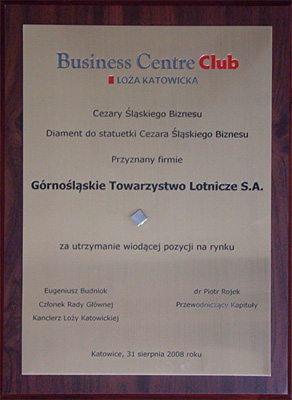 Business Centre Club
LOŻA KATOWICKA
Cezary Śląskiego Biznesu
Diament do statuetki Cezara Śląskiego Biznesu
Przyznany firmie
Górnośląskie Towarzystwo Lotnicze S.A.
za utrzymanie wiodącej pozycji na rynku
Eugeniusz Budniok
Członek Rady Głównej
Kanclerz Loży Katowickiej
dr Piotr Rojek
Przewodniczący Kapituły
Katowice, 31 sierpnia 2008 roku